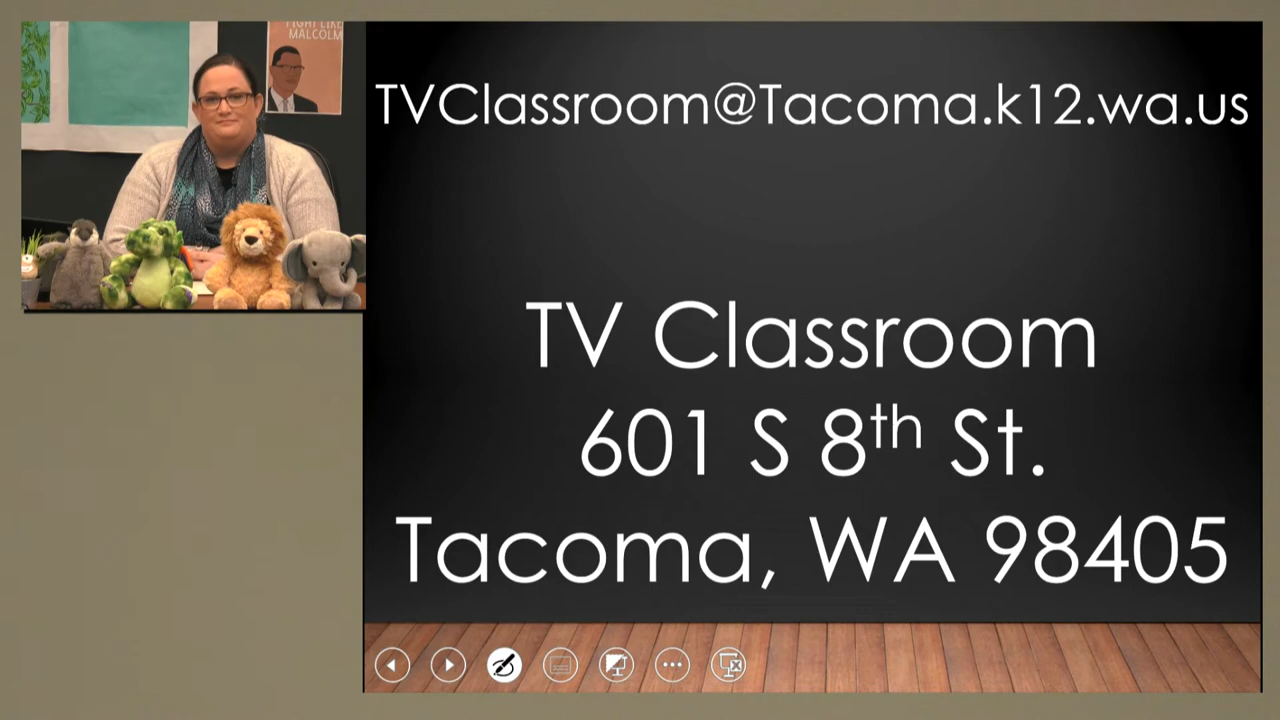 FIGHT LIKE
MALCOLM
TVClassroom@Tacoma.k12.wa.us
TV Classroom
601 S 8th St.
Tacoma, WA 98405